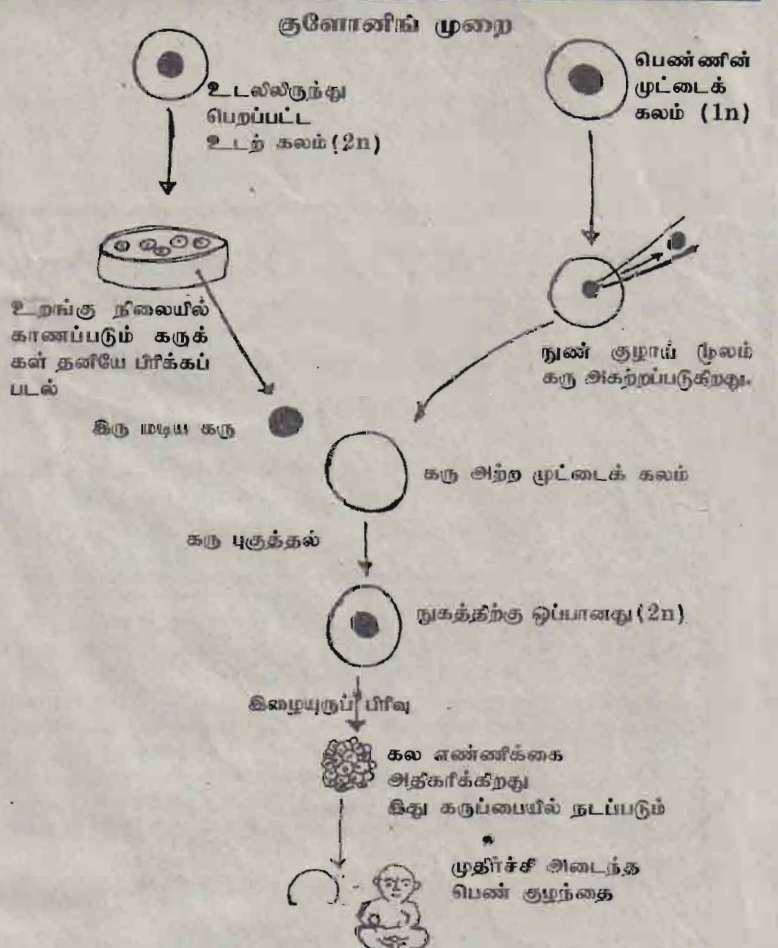 குளோனிங் முறை
உடலிலிருந்து
பெறப்பட்ட
உடற் கலம் (2n)
பெண்ணின்
முட்டைக்
கலம் (1n)
உறங்கு நிலையில்
காணப்படும் கருக்
கள் தனியே பிரிக்கப்
படல்
நுண் குழாய் மூலம்
கரு அகற்றப்படுகிறது.
இரு மடிய கரு
கரு அற்ற முட்டைக் கலம்
கரு புகுத்தல்
நுகத்திற்கு ஒப்பானது (2n)
இழையுருப் பிரிவு
கல எண்ணிக்கை
அதிகரிக்கிறது
இது கருப்பையில் நடப்படும்
முதிர்ச்சி அடைந்த
பெண் குழந்தை